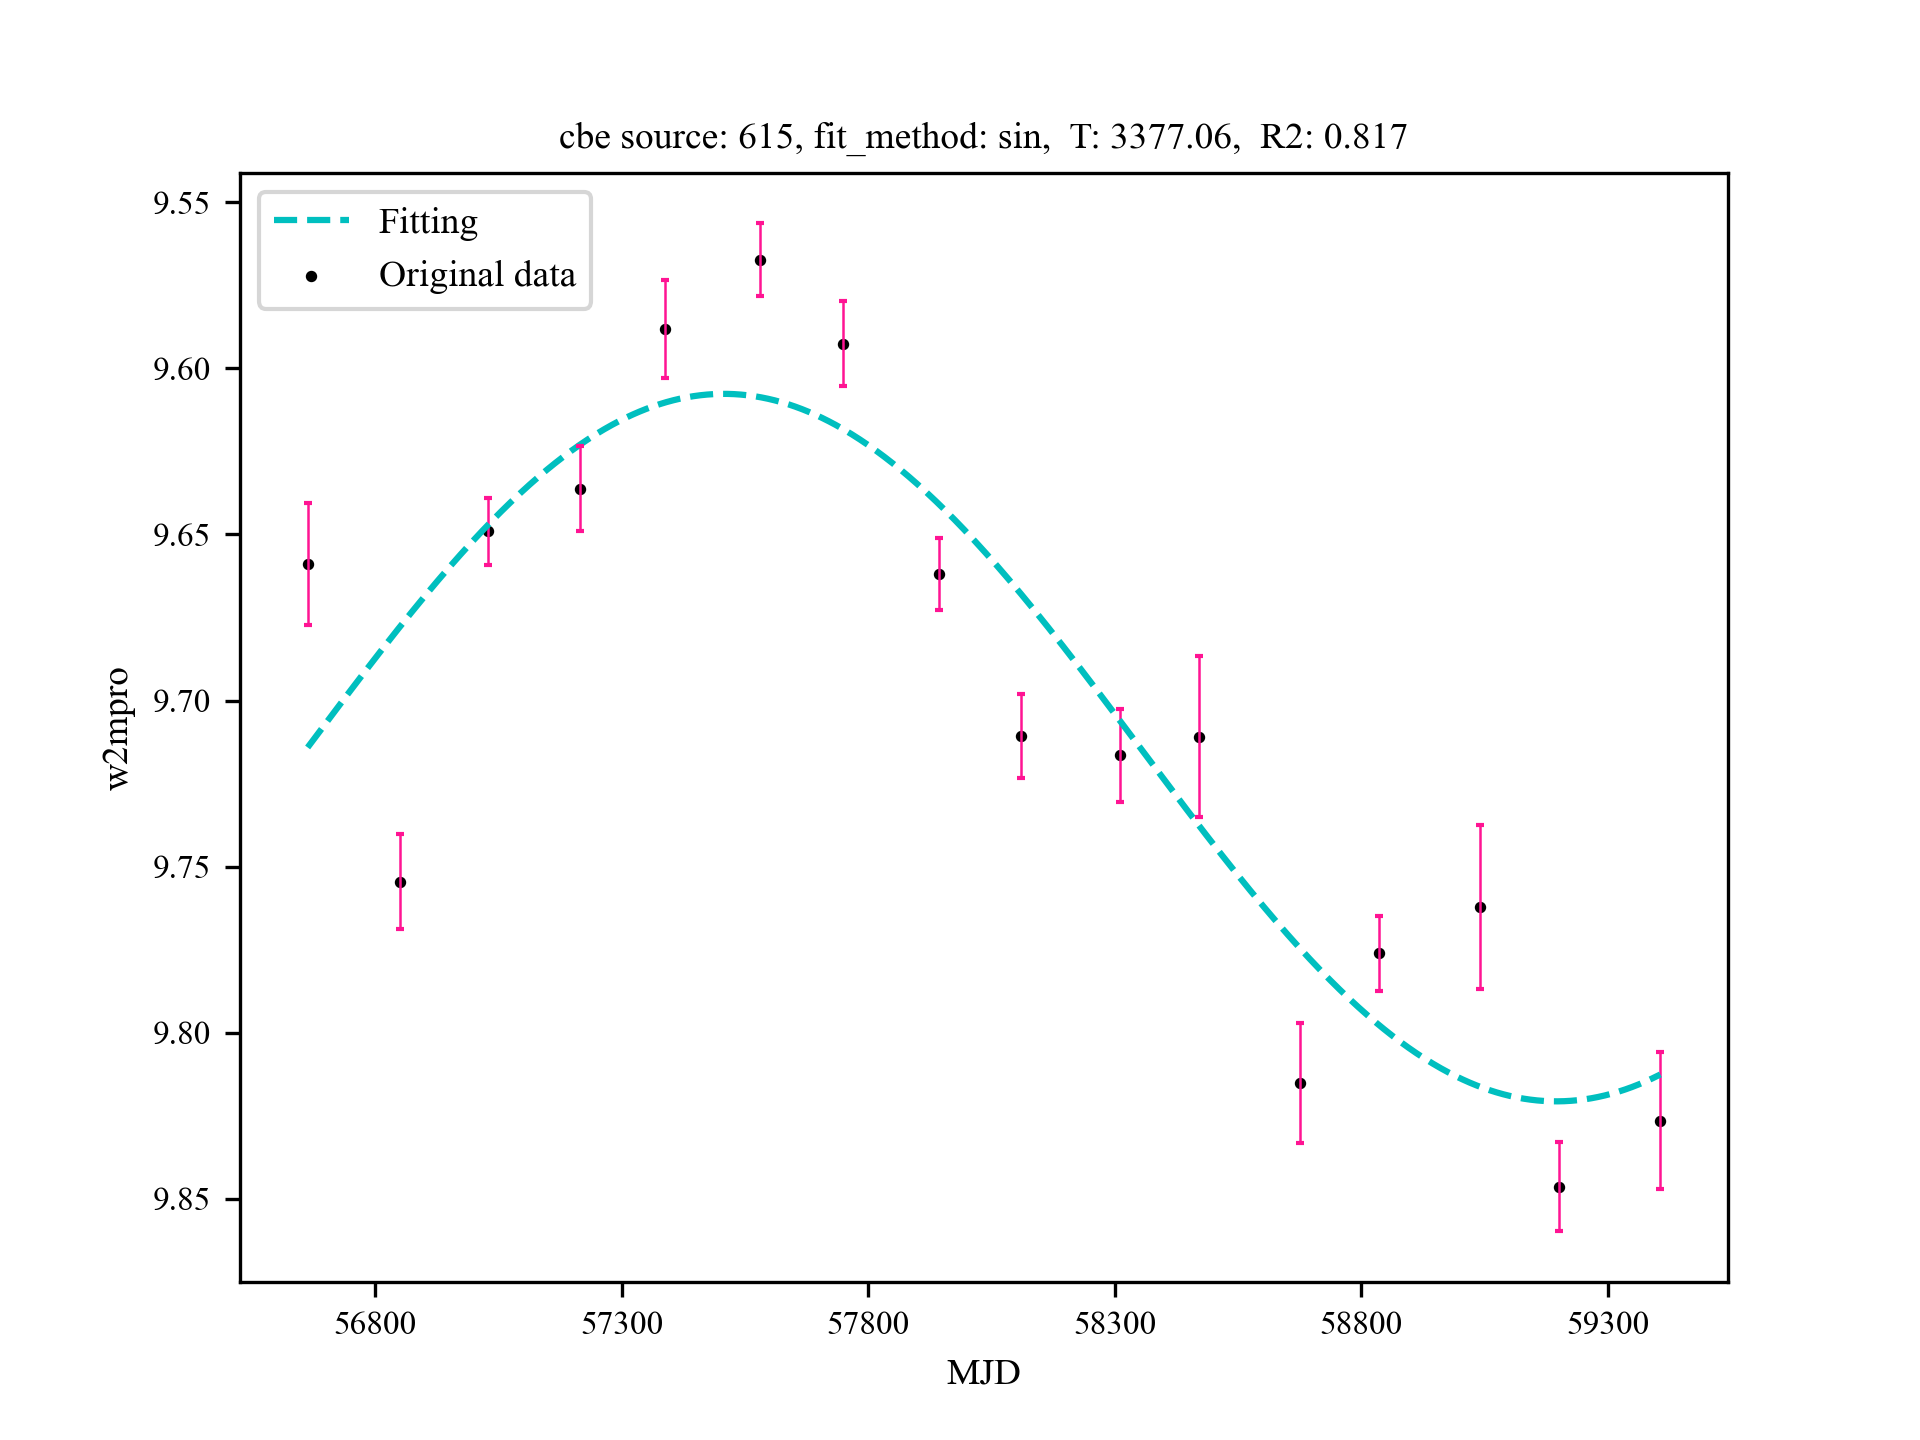 cbe source: 615, fit_method: sin,  T: 3377.06,  R2: 0.817
Fitting
Original data
9.55
9.60
9.65
9.70
9.75
9.80
9.85
w2mpro
56800
57300
57800
58300
58800
59300
MJD